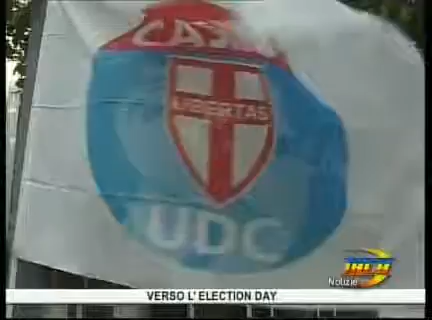 CASINI
LIBERTAS
UDC
Notizie
VERSO L' ELECTION DAY